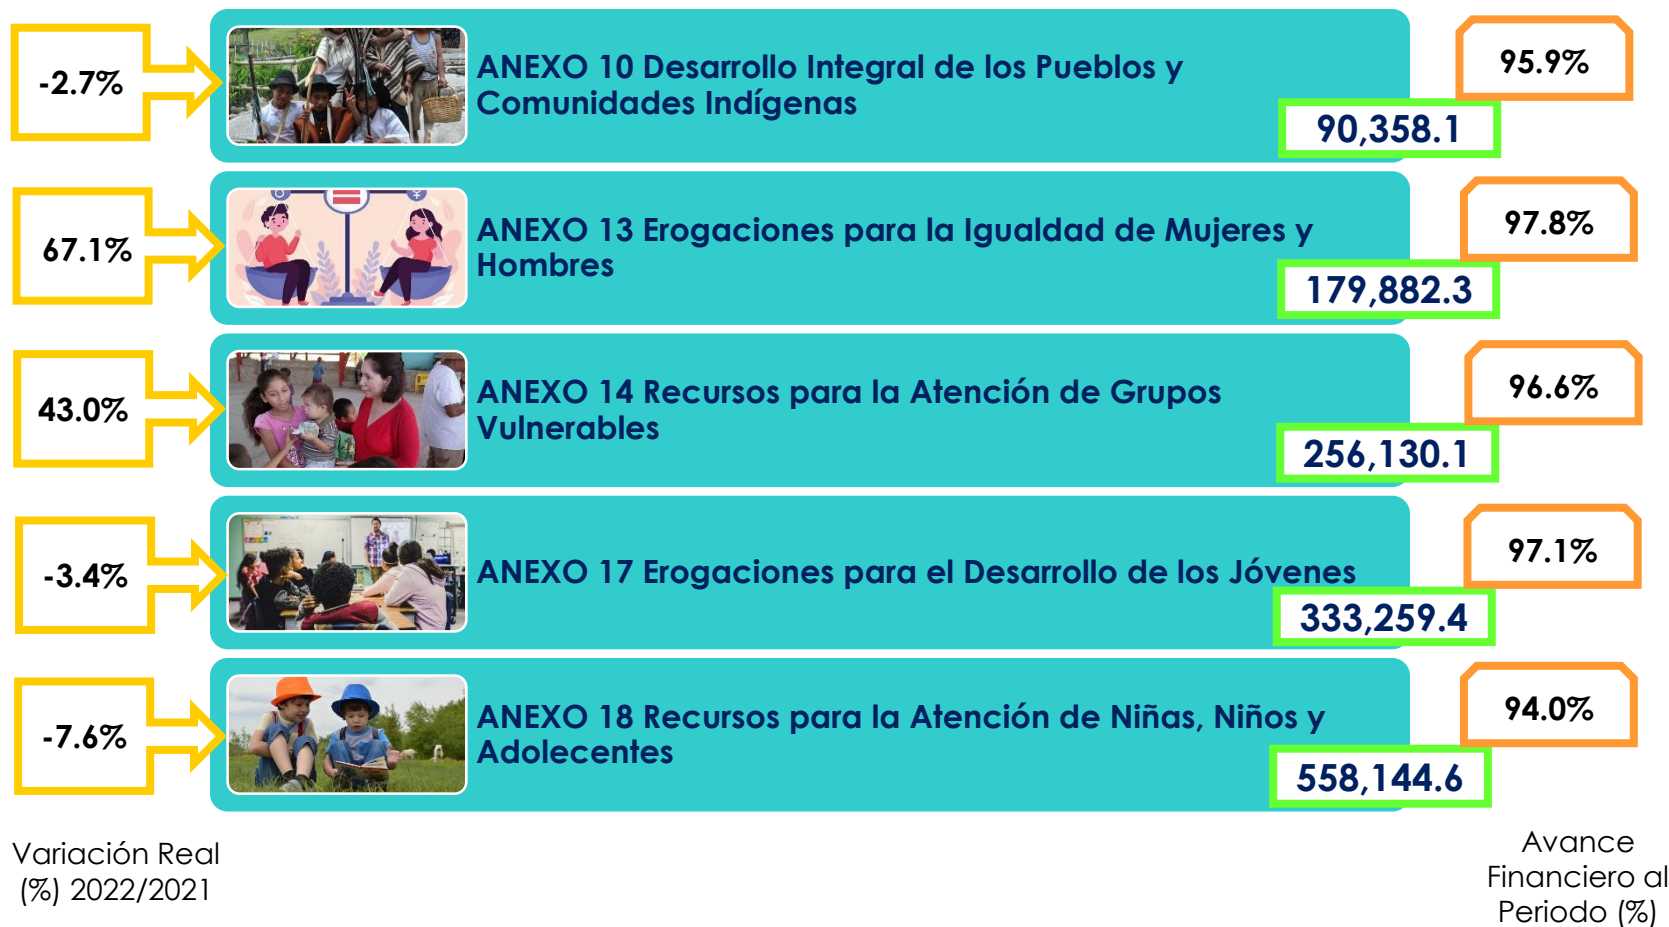 -2.7%
ANEXO 10 Desarrollo Integral de los Pueblos y
Comunidades Indígenas
90,358.1
95.9%
67.1%
ANEXO 13 Erogaciones para la Igualdad de Mujeres y
Hombres
179,882.3
97.8%
43.0%
ANEXO 14 Recursos para la Atención de Grupos
Vulnerables
256,130.1
96.6%
-3.4%
ANEXO 17 Erogaciones para el Desarrollo de los Jóvenes
333,259.4
97.1%
-7.6%
ANEXO 18 Recursos para la Atención de Niñas, Niños y
Adolecentes
558,144.6
94.0%
Variación Real
(%) 2022/2021
Avance
Financiero al
Periodo (%)